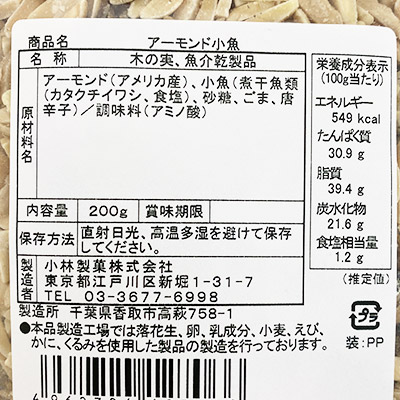 商品名 アーモンド小魚
名称 木の実、魚介乾製品
原材料名
アーモンド(アメリカ産)、小魚(煮干魚類
(カタクチイワシ、食塩)、砂糖、ごま、唐
辛子)/調味料(アミノ酸)
内容量 200g 賞味期限
保存方法 直射日光、高温多湿を避けて保存
してください。
製造者
小林製菓株式会社
東京都江戸川区新堀1-31-7
TEL 03-3677-6998
製造所 千葉県香取市高萩758-1
●本品製造工場では落花生、卵、乳成分、小麦、えび、
かに、くるみを使用した製品の製造を行っております。
栄養成分表示
(100g当たり)
エネルギー
549 kcal
たんぱく質
30.9 g
脂質
39.4 g
炭水化物
21.6 g
食塩相当量
1.2 g
(推定値)
プラ
装:PP